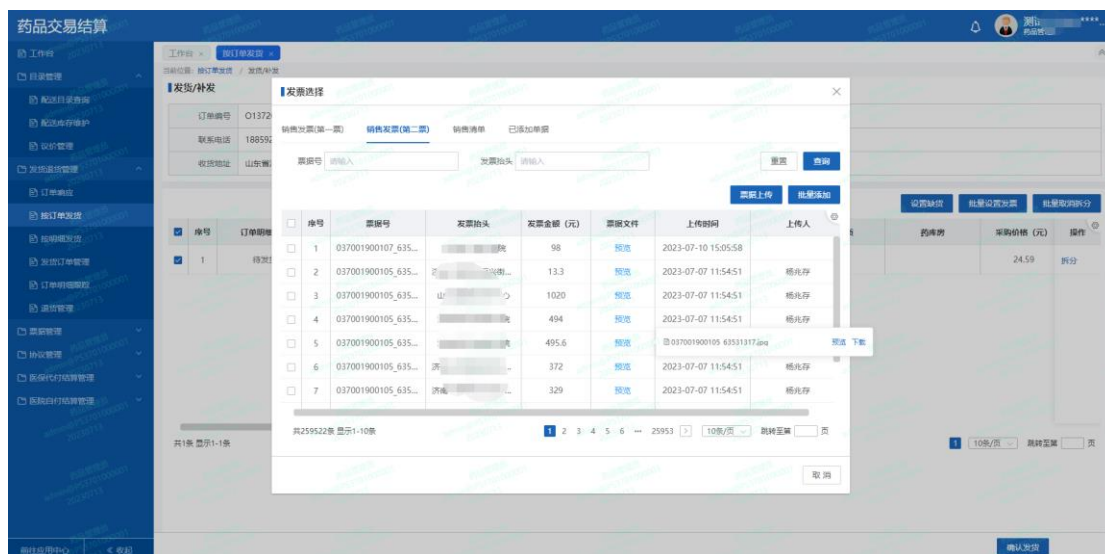 药品交易结算
工作台
目录管理
配送目录查询
配送库存维护
议价管理
发货退货管理
订单响应
按订单发货
按明细发货
发货订单管理
退货管理
票据管理
协议管理
医保代付结算管理
医院自付结算管理
前往应用中心 收起
工作台 × 按订单发货 ×
当前位置: 按订单发货 / 发货/补发
发货/补发
订单编号 O1372
联系电话 18859
收货地址 山东省
设置缺货 批量设置发票 批量取消拆分
序号 订单明细 药库房 采购价格 (元) 操作
1 待发 24.59 拆分
共1条 显示1-1条
1 10条/页 跳转至第 页
确认发货
发票选择 ×
销售发票(第一票) 销售发票(第二票) 销售清单 已添加单据
票据号 请输入 发票抬头 请输入 重置 查询
票据上传 批量添加
序号 票据号 发票抬头 发票金额 (元) 票据文件 上传时间 上传人
1 037001900107_635... 院 98 预览 2023-07-10 15:05:58
2 037001900105_635... 13.3 预览 2023-07-07 11:54:51 杨兆存
3 037001900105_635... 1020 预览 2023-07-07 11:54:51 杨兆存
4 037001900105_635... 494 预览 2023-07-07 11:54:51 杨兆存
5 037001900105_635... 495.6 预览
037001900105_63531317.jpg 预览 下载
6 037001900105_635... 372 预览 2023-07-07 11:54:51 杨兆存
7 037001900105_635... 济南 329 预览 2023-07-07 11:54:51 杨兆存
共259522条 显示1-10条
1 2 3 4 5 6 ... 25953 > 10条/页 跳转至第 页
取 消